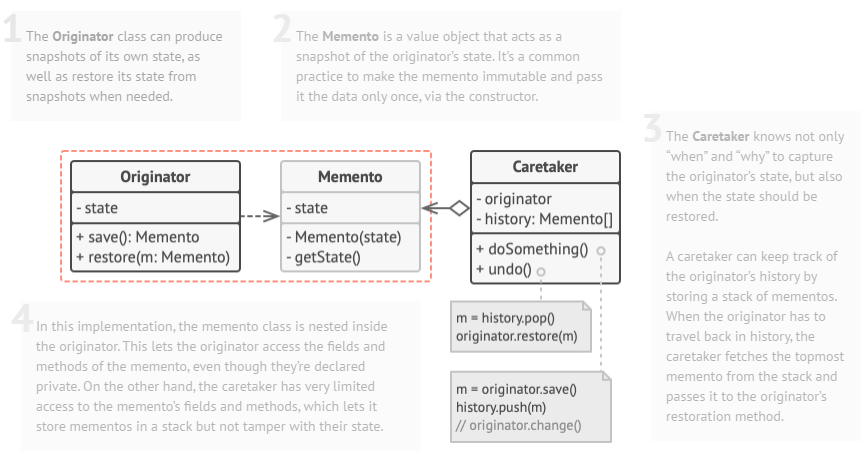 1
The Originator class can produce
snapshots of its own state, as
well as restore its state from
snapshots when needed.
2
The Memento is a value object that acts as a
snapshot of the originator's state. It's a common
practice to make the memento immutable and pass
it the data only once, via the constructor.
3
The Caretaker knows not only
“when” and “why” to capture
the originator's state, but also
when the state should be
restored.
A caretaker can keep track of
the originator's history by
storing a stack of mementos.
When the originator has to
travel back in history, the
caretaker fetches the topmost
memento from the stack and
passes it to the originator's
restoration method.
Originator
- state
+ save(): Memento
+ restore(m: Memento)
Memento
- state
- Memento(state)
- getState()
Caretaker
- originator
- history: Memento[]
+ doSomething()
+ undo()
m = history.pop()
originator.restore(m)
m = originator.save()
history.push(m)
// originator.change()
4
In this implementation, the memento class is nested inside
the originator. This lets the originator access the fields and
methods of the memento, even though they're declared
private. On the other hand, the caretaker has very limited
access to the memento's fields and methods, which lets it
store mementos in a stack but not tamper with their state.